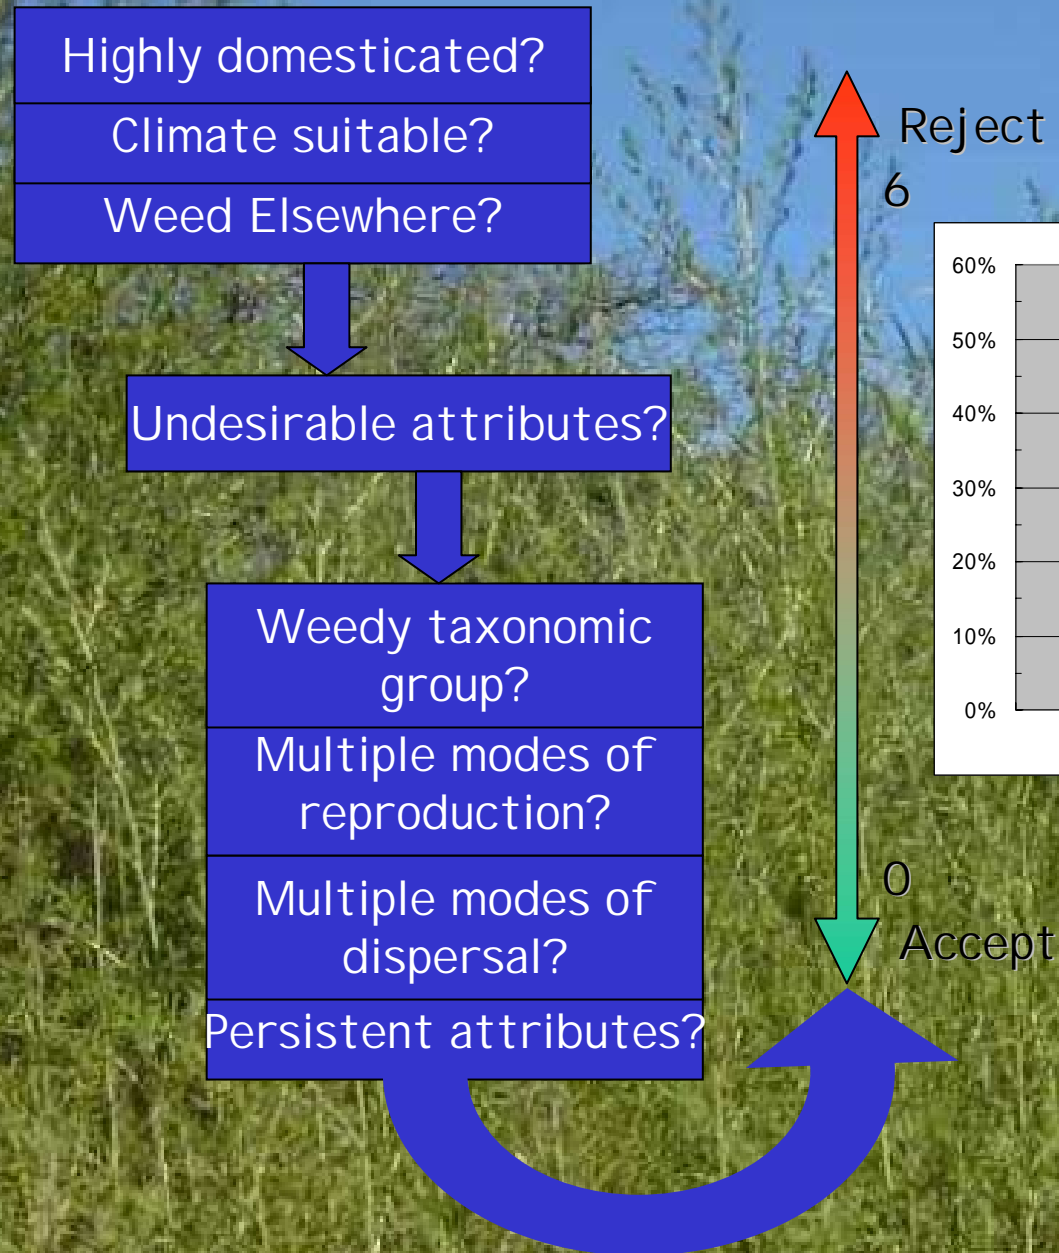 Highly domesticated?
Climate suitable?
Weed Elsewhere?
Undesirable attributes?
Weedy taxonomic
group?
Multiple modes of
reproduction?
Multiple modes of
dispersal?
Persistent attributes?
Reject
6
60%
50%
40%
30%
20%
10%
0%
0
Accept